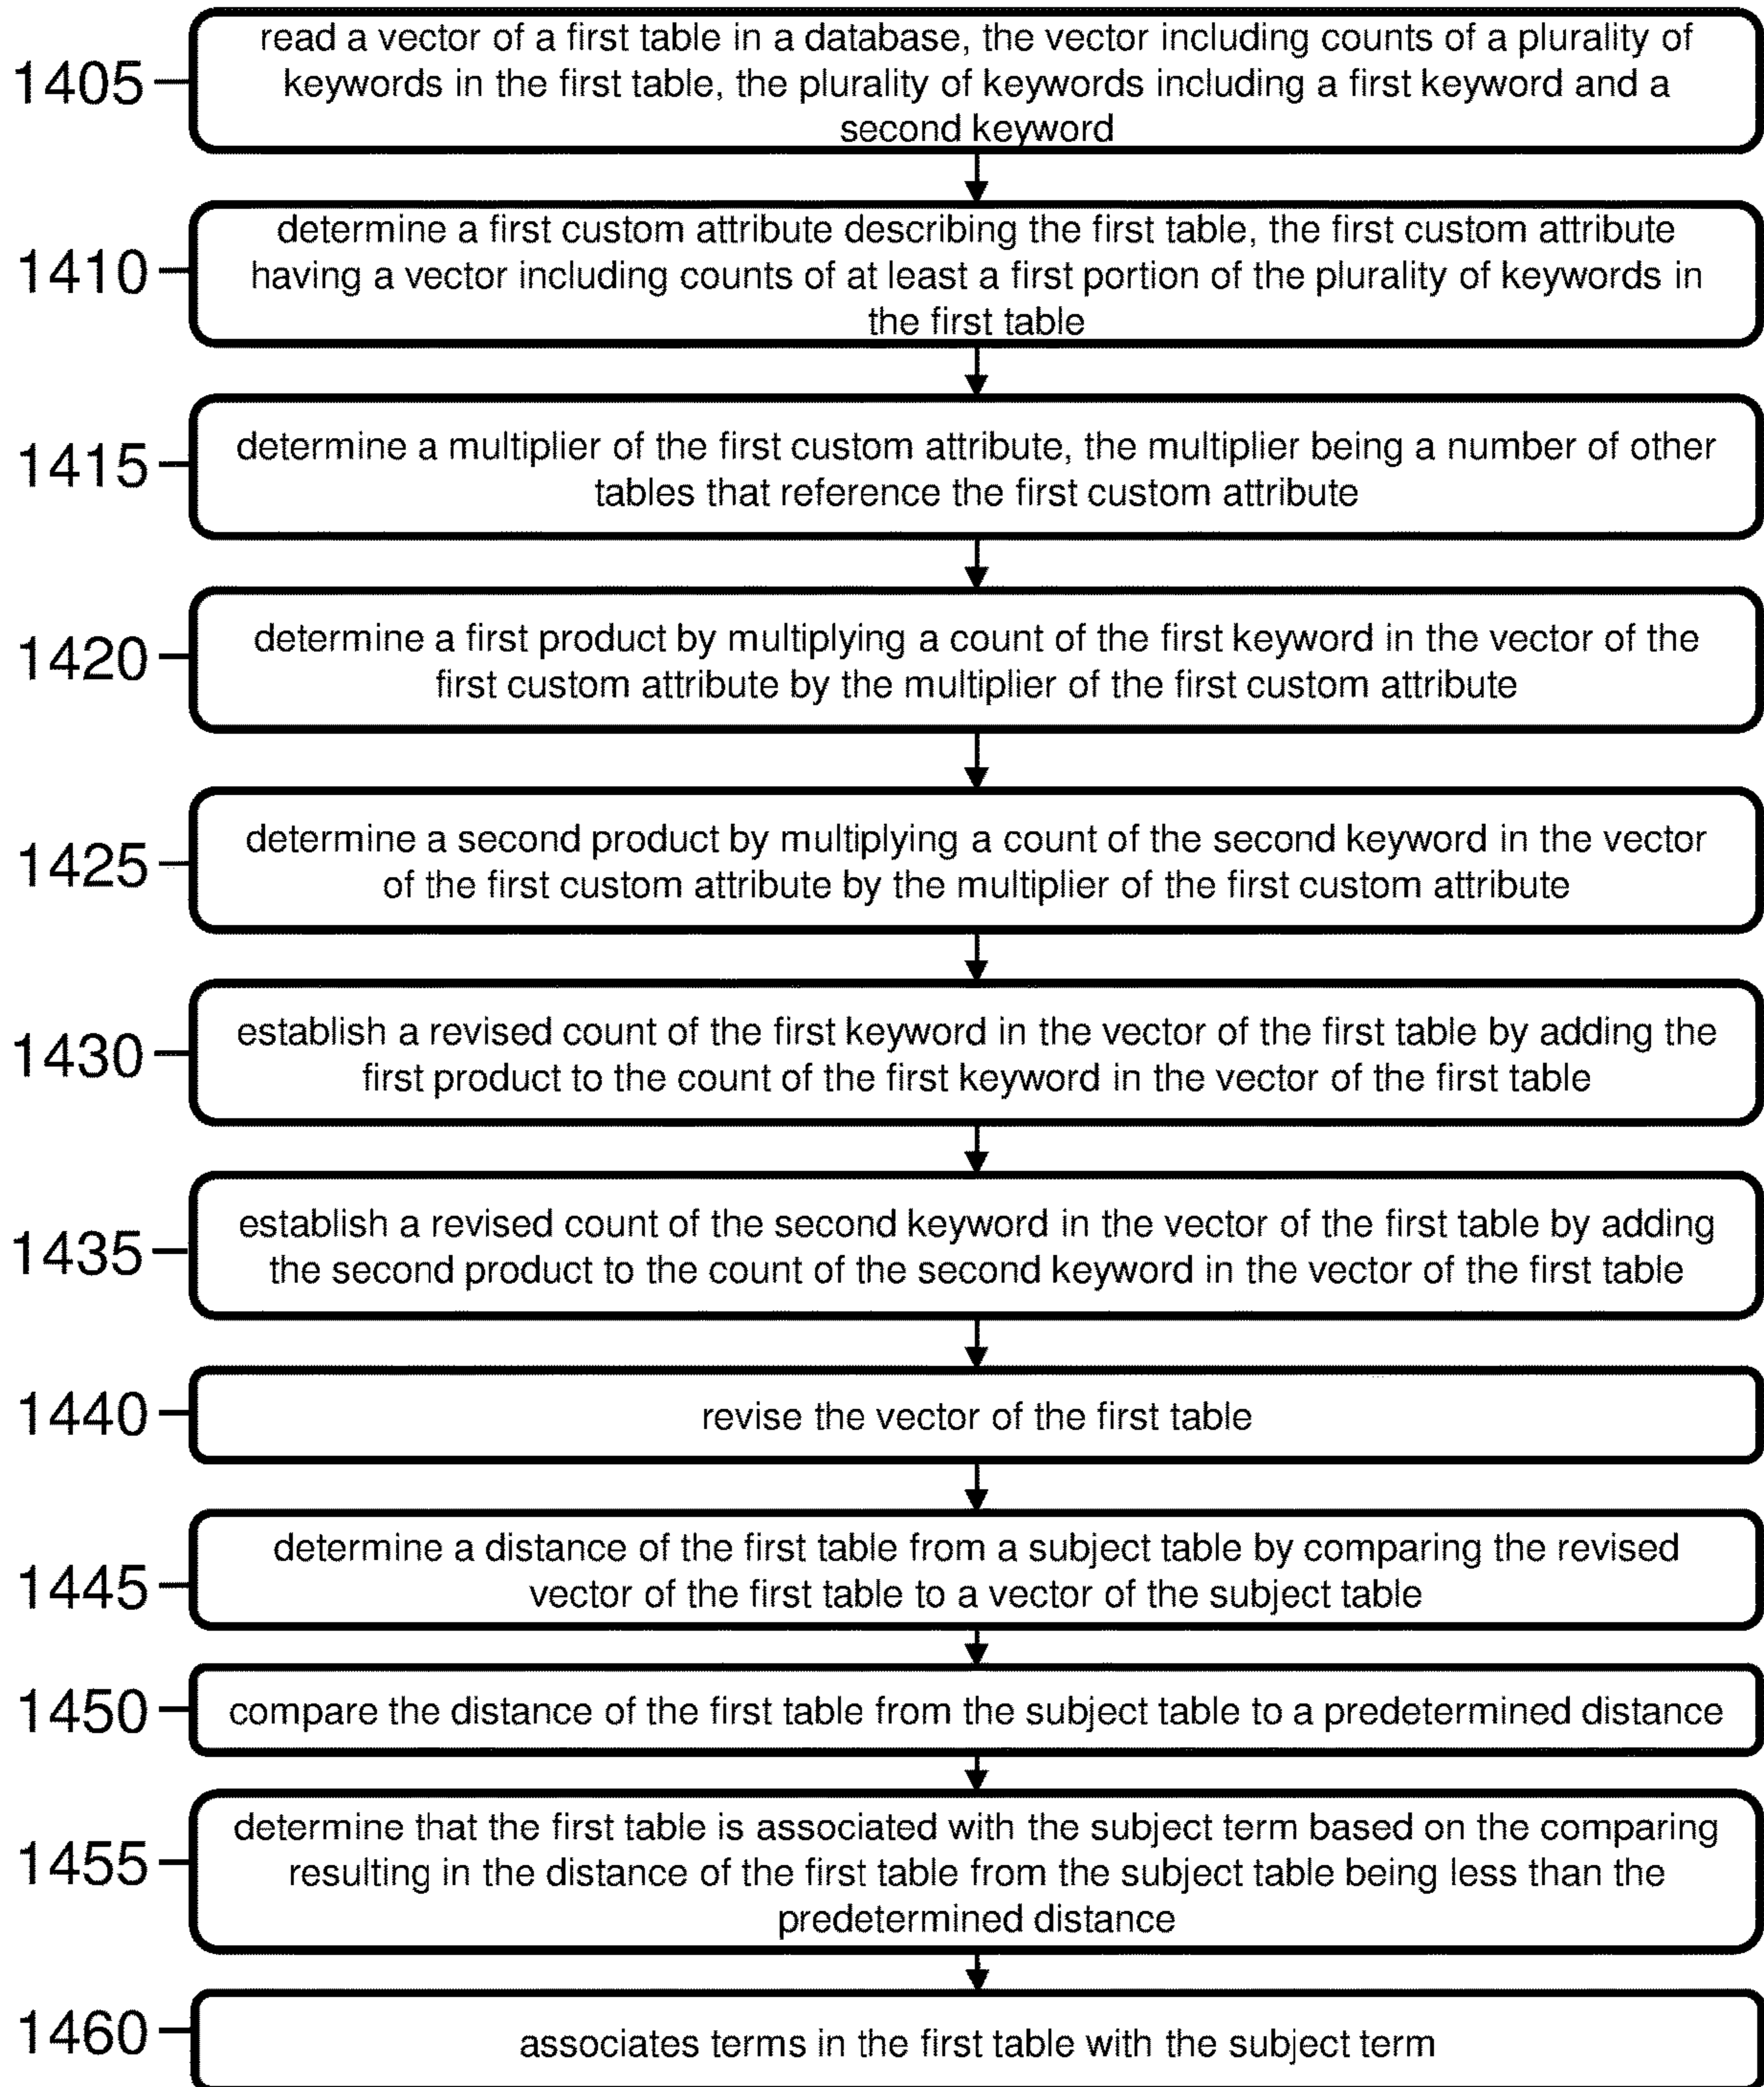 read a vector of a first table in a database, the vector including counts of a plurality of
1405
keywords in the first table, the plurality of keywords including a first keyword and a
second keyword
determine a first custom attribute describing the first table, the first custom attribute
1410
having a vector including counts of at least a first portion of the plurality of keywords in
the first table
1415
determine a multiplier of the first custom attribute, the multiplier being a number of other
tables that reference the first custom attribute
1420
determine a first product by multiplying a count of the first keyword in the vector of the
first custom attribute by the multiplier of the first custom attribute
1425
determine a second product by multiplying a count of the second keyword in the vector
of the first custom attribute by the multiplier of the first custom attribute
1430
establish a revised count of the first keyword in the vector of the first table by adding the
first product to the count of the first keyword in the vector of the first table
1435
establish a revised count of the second keyword in the vector of the first table by adding
the second product to the count of the second keyword in the vector of the first table
1440
revise the vector of the first table
1445
determine a distance of the first table from a subject table by comparing the revised
vector of the first table to a vector of the subject table
1450
compare the distance of the first table from the subject table to a predetermined distance
1455
determine that the first table is associated with the subject term based on the comparing
resulting in the distance of the first table from the subject table being less than the
predetermined distance
1460
associates terms in the first table with the subject term